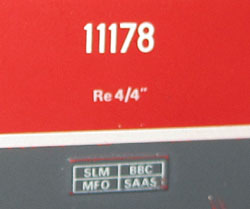 11178
Re 4/4"
SLM BBC
MFO SAAS